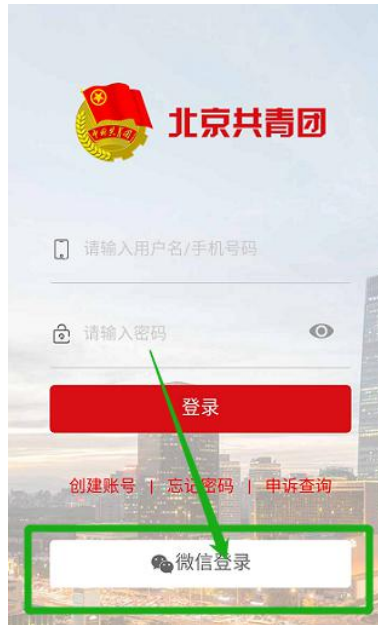 北京共青团
请输入用户名/手机号码
请输入密码
登录
创建账号 | 忘记密码 | 申诉查询
微信登录